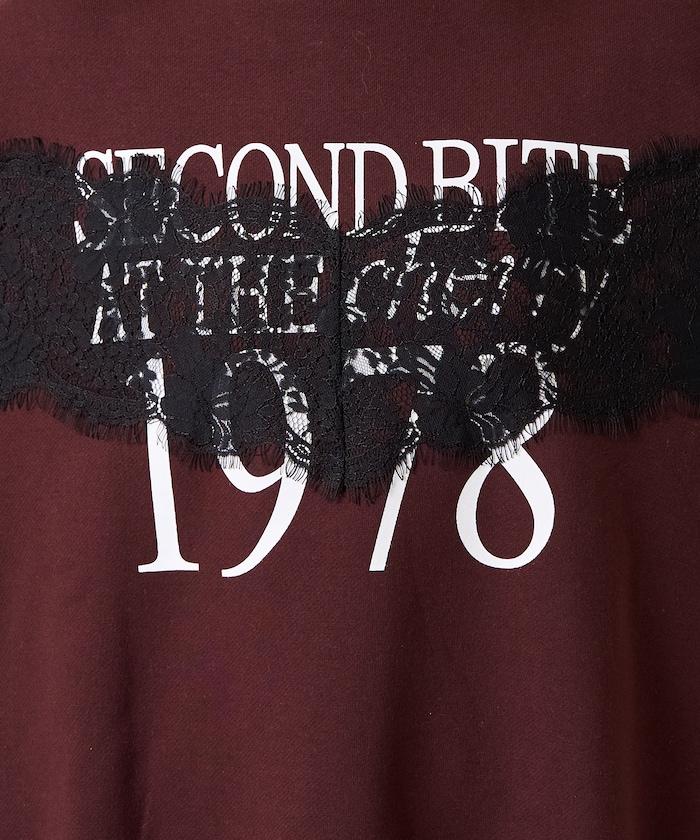 SECOND BITE
AT THE cherry
1978